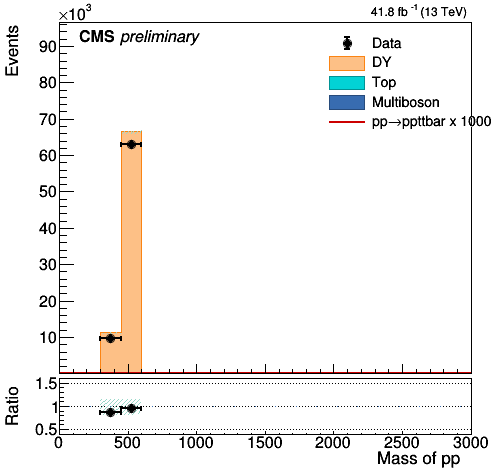 ×10³
41.8 fb⁻¹ (13 TeV)
CMS preliminary
Events
90
80
70
60
50
40
30
20
10
Data
DY
Top
Multiboson
pp→ppttbar x 1000
Ratio
1.5
1
0.5
0 500 1000 1500 2000 2500 3000
Mass of pp